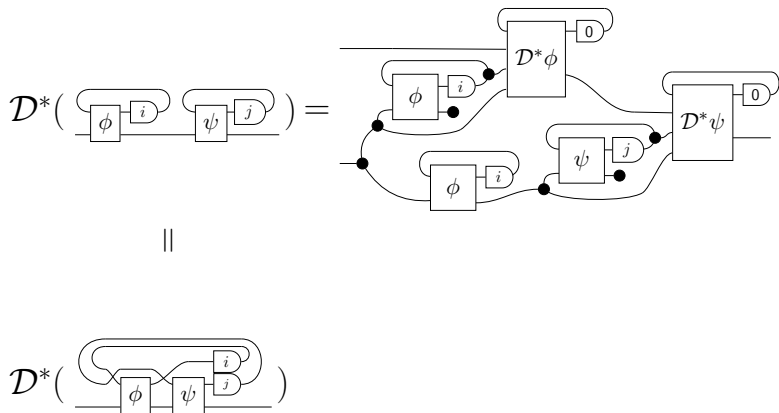 𝒟*φ 0
𝒟*( φ i ψ j ) = φ i 𝒟*ψ 0
φ i ψ j
||
𝒟*( φ ψ i j )